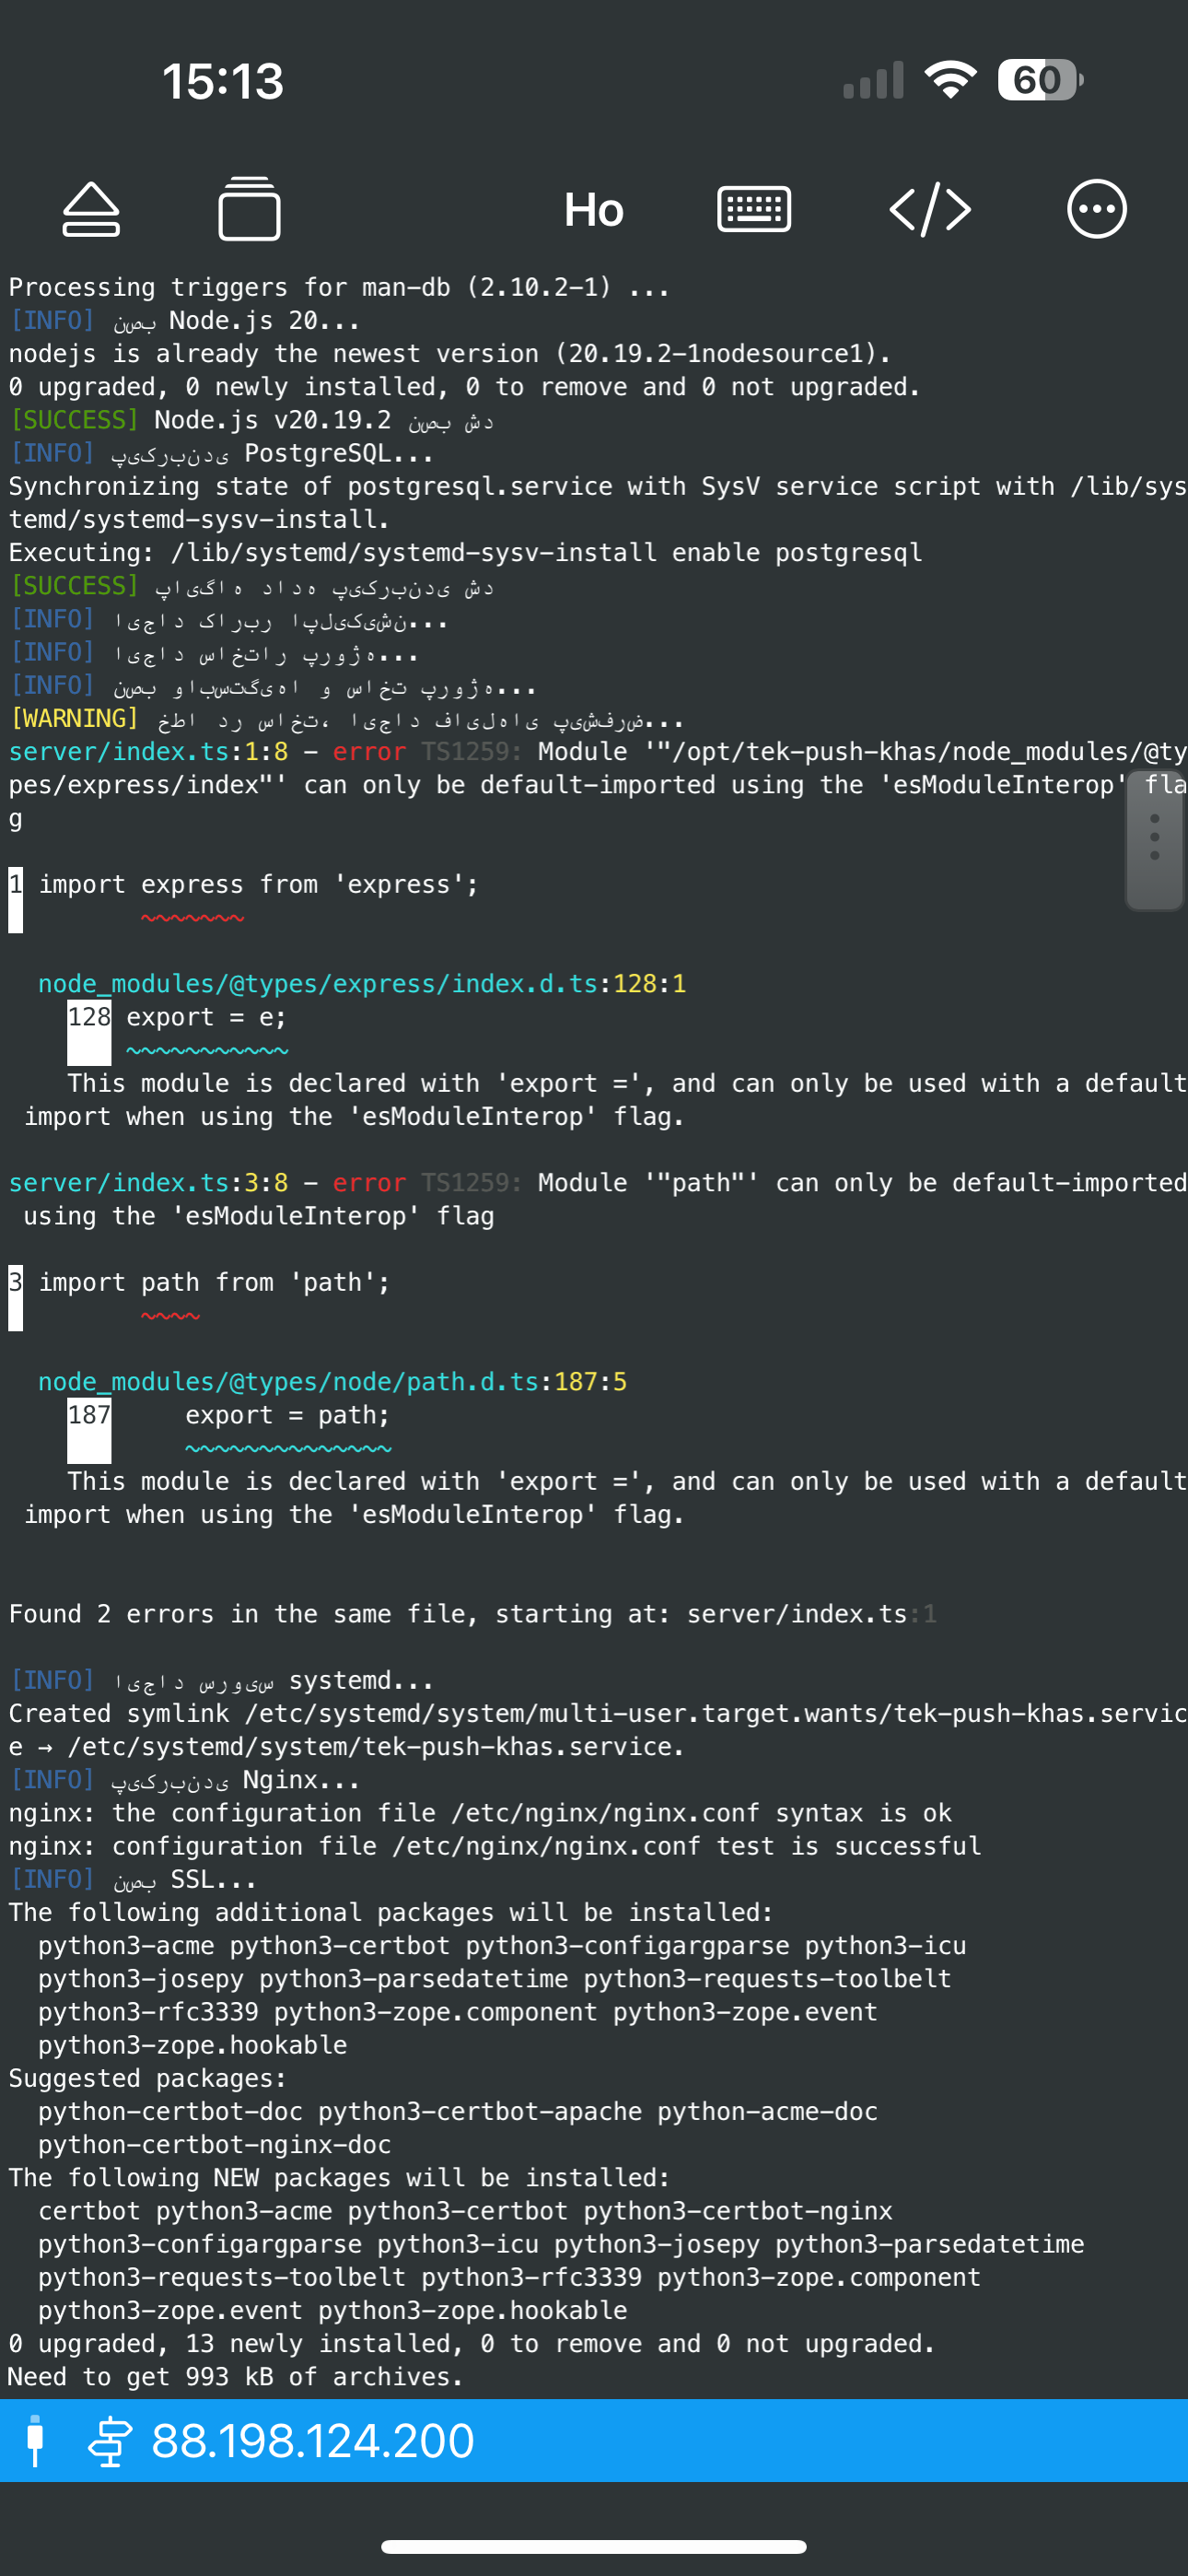 15:13
60
Ho
Processing triggers for man-db (2.10.2-1) ...
[INFO] نصب Node.js 20...
nodejs is already the newest version (20.19.2-1nodesource1).
0 upgraded, 0 newly installed, 0 to remove and 0 not upgraded.
[SUCCESS] Node.js v20.19.2 نصب شد
[INFO] پیکربندی PostgreSQL...
Synchronizing state of postgresql.service with SysV service script with /lib/sys
temd/systemd-sysv-install.
Executing: /lib/systemd/systemd-sysv-install enable postgresql
[SUCCESS] پایگاه داده پیکربندی شد
[INFO] ایجاد کاربر اپلیکیشن...
[INFO] ایجاد ساختار پروژه...
[INFO] نصب وابستگیها و ساخت پروژه...
[WARNING] خطا در ساخت، ایجاد فایلهای پیشفرض...
server/index.ts:1:8 - error TS1259: Module '"/opt/tek-push-khas/node_modules/@ty
pes/express/index"' can only be default-imported using the 'esModuleInterop' fla
g
1 import express from 'express';
~~~~~~~
node_modules/@types/express/index.d.ts:128:1
128 export = e;
~~~~~~~~~~~
This module is declared with 'export =', and can only be used with a default
import when using the 'esModuleInterop' flag.
server/index.ts:3:8 - error TS1259: Module '"path"' can only be default-imported
using the 'esModuleInterop' flag
3 import path from 'path';
~~~~
node_modules/@types/node/path.d.ts:187:5
187     export = path;
~~~~~~~~~~~~~~
This module is declared with 'export =', and can only be used with a default
import when using the 'esModuleInterop' flag.
Found 2 errors in the same file, starting at: server/index.ts:1
[INFO] ایجاد سرویس systemd...
Created symlink /etc/systemd/system/multi-user.target.wants/tek-push-khas.servic
e → /etc/systemd/system/tek-push-khas.service.
[INFO] پیکربندی Nginx...
nginx: the configuration file /etc/nginx/nginx.conf syntax is ok
nginx: configuration file /etc/nginx/nginx.conf test is successful
[INFO] نصب SSL...
The following additional packages will be installed:
python3-acme python3-certbot python3-configargparse python3-icu
python3-josepy python3-parsedatetime python3-requests-toolbelt
python3-rfc3339 python3-zope.component python3-zope.event
python3-zope.hookable
Suggested packages:
python-certbot-doc python3-certbot-apache python-acme-doc
python-certbot-nginx-doc
The following NEW packages will be installed:
certbot python3-acme python3-certbot python3-certbot-nginx
python3-configargparse python3-icu python3-josepy python3-parsedatetime
python3-requests-toolbelt python3-rfc3339 python3-zope.component
python3-zope.event python3-zope.hookable
0 upgraded, 13 newly installed, 0 to remove and 0 not upgraded.
Need to get 993 kB of archives.
88.198.124.200